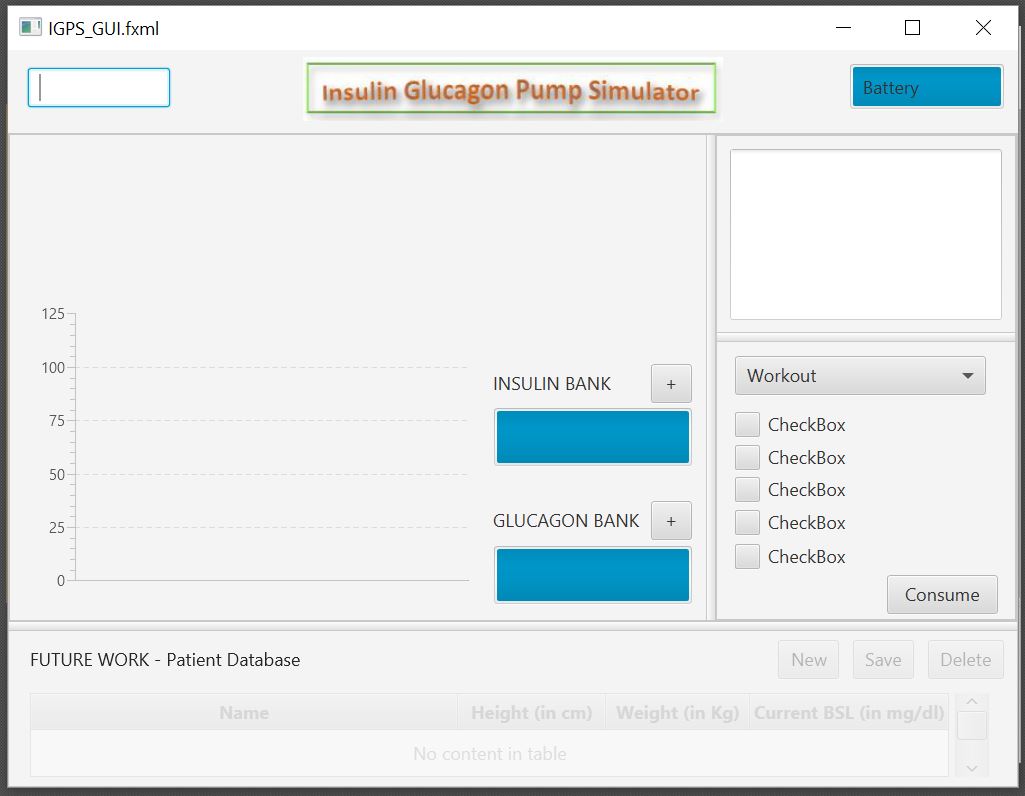 IGPS_GUI.fxml
Insulin Glucagon Pump Simulator
Battery
125
100
75
50
25
0
INSULIN BANK +
GLUCAGON BANK +
Workout
CheckBox
CheckBox
CheckBox
CheckBox
CheckBox
Consume
FUTURE WORK - Patient Database
New Save Delete
Name Height (in cm) Weight (in Kg) Current BSL (in mg/dl)
No content in table